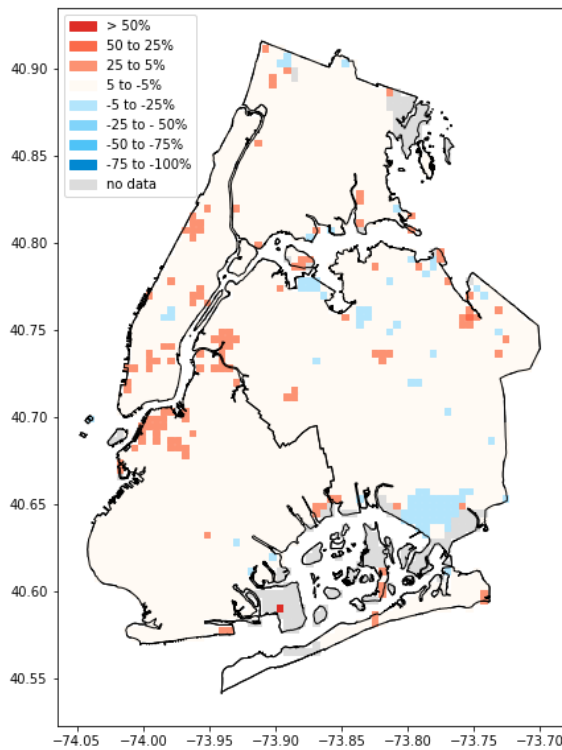 > 50%
50 to 25%
25 to 5%
5 to -5%
-5 to -25%
-25 to - 50%
-50 to -75%
-75 to -100%
no data
40.90
40.85
40.80
40.75
40.70
40.65
40.60
40.55
−74.05 −74.00 −73.95 −73.90 −73.85 −73.80 −73.75 −73.70